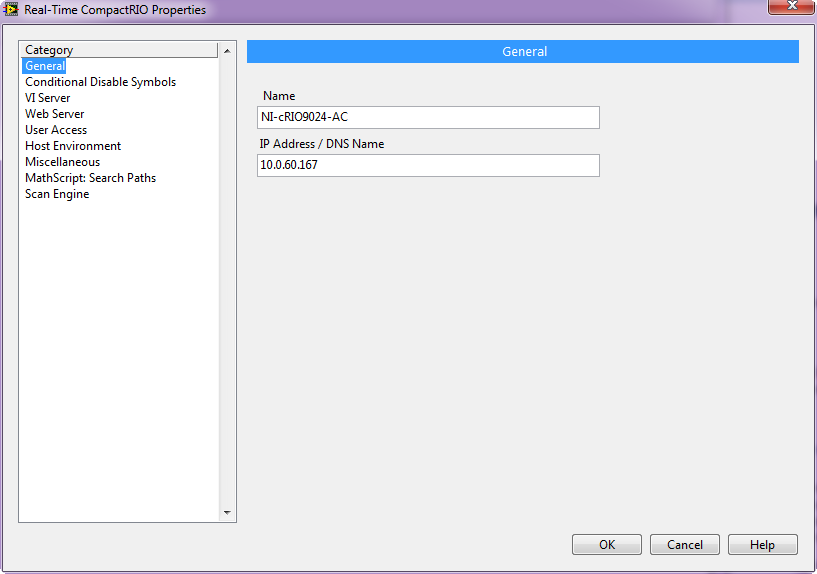 Real-Time CompactRIO Properties
Category
General
Conditional Disable Symbols
VI Server
Web Server
User Access
Host Environment
Miscellaneous
MathScript: Search Paths
Scan Engine
General
Name
NI-cRIO9024-AC
IP Address / DNS Name
10.0.60.167
OK Cancel Help